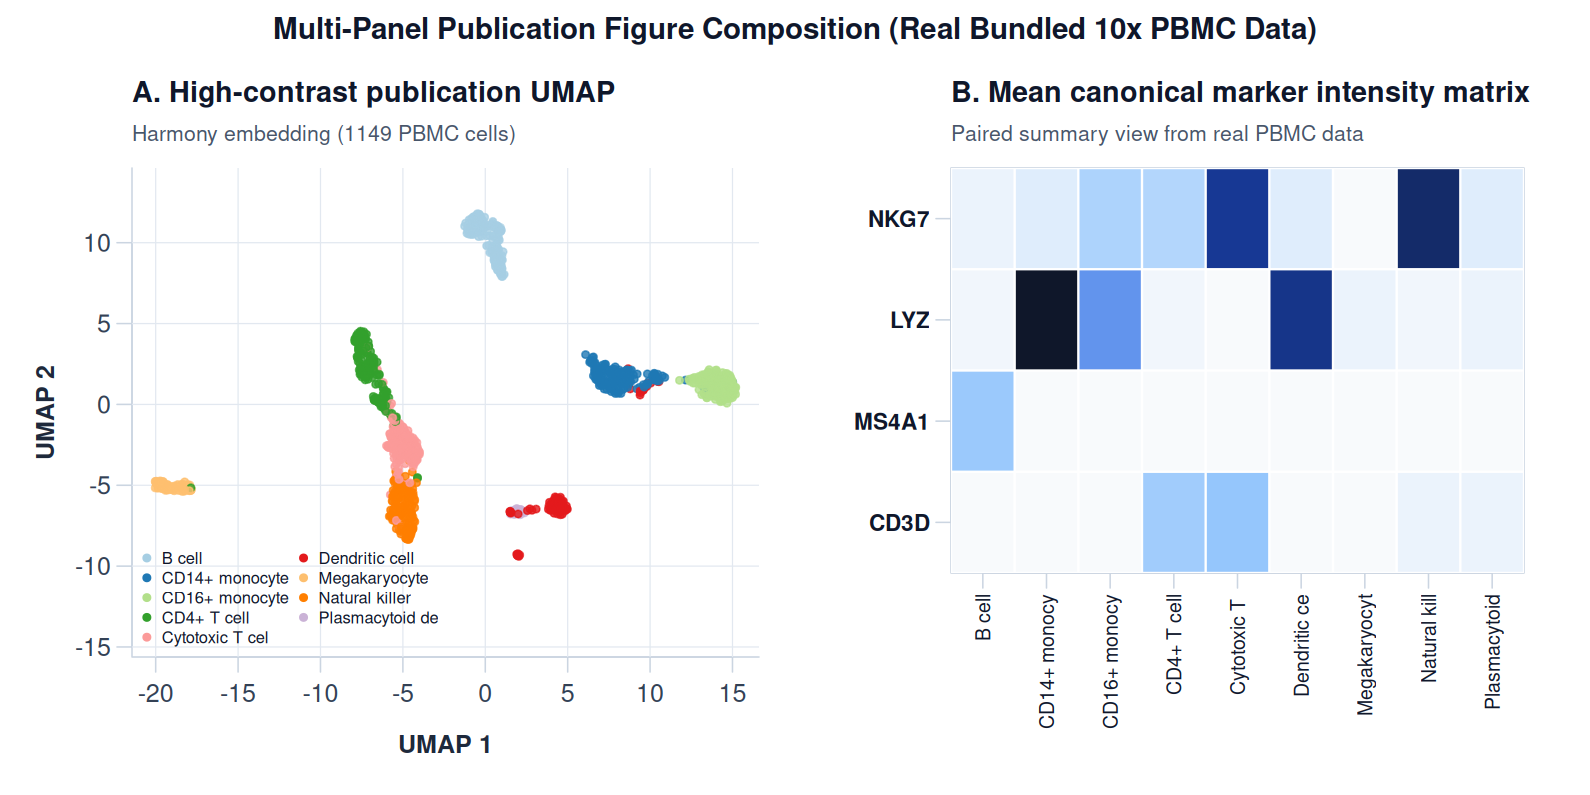 Multi-Panel Publication Figure Composition (Real Bundled 10x PBMC Data)
A. High-contrast publication UMAP
Harmony embedding (1149 PBMC cells)
UMAP 2
10
5
0
-5
-10
-15
B cell
CD14+ monocyte
CD16+ monocyte
CD4+ T cell
Cytotoxic T cel
Dendritic cell
Megakaryocyte
Natural killer
Plasmacytoid de
-20 -15 -10 -5 0 5 10 15
UMAP 1
B. Mean canonical marker intensity matrix
Paired summary view from real PBMC data
NKG7
LYZ
MS4A1
CD3D
B cell
CD14+ monocy
CD16+ monocy
CD4+ T cell
Cytotoxic T
Dendritic ce
Megakaryocyt
Natural kill
Plasmacytoid